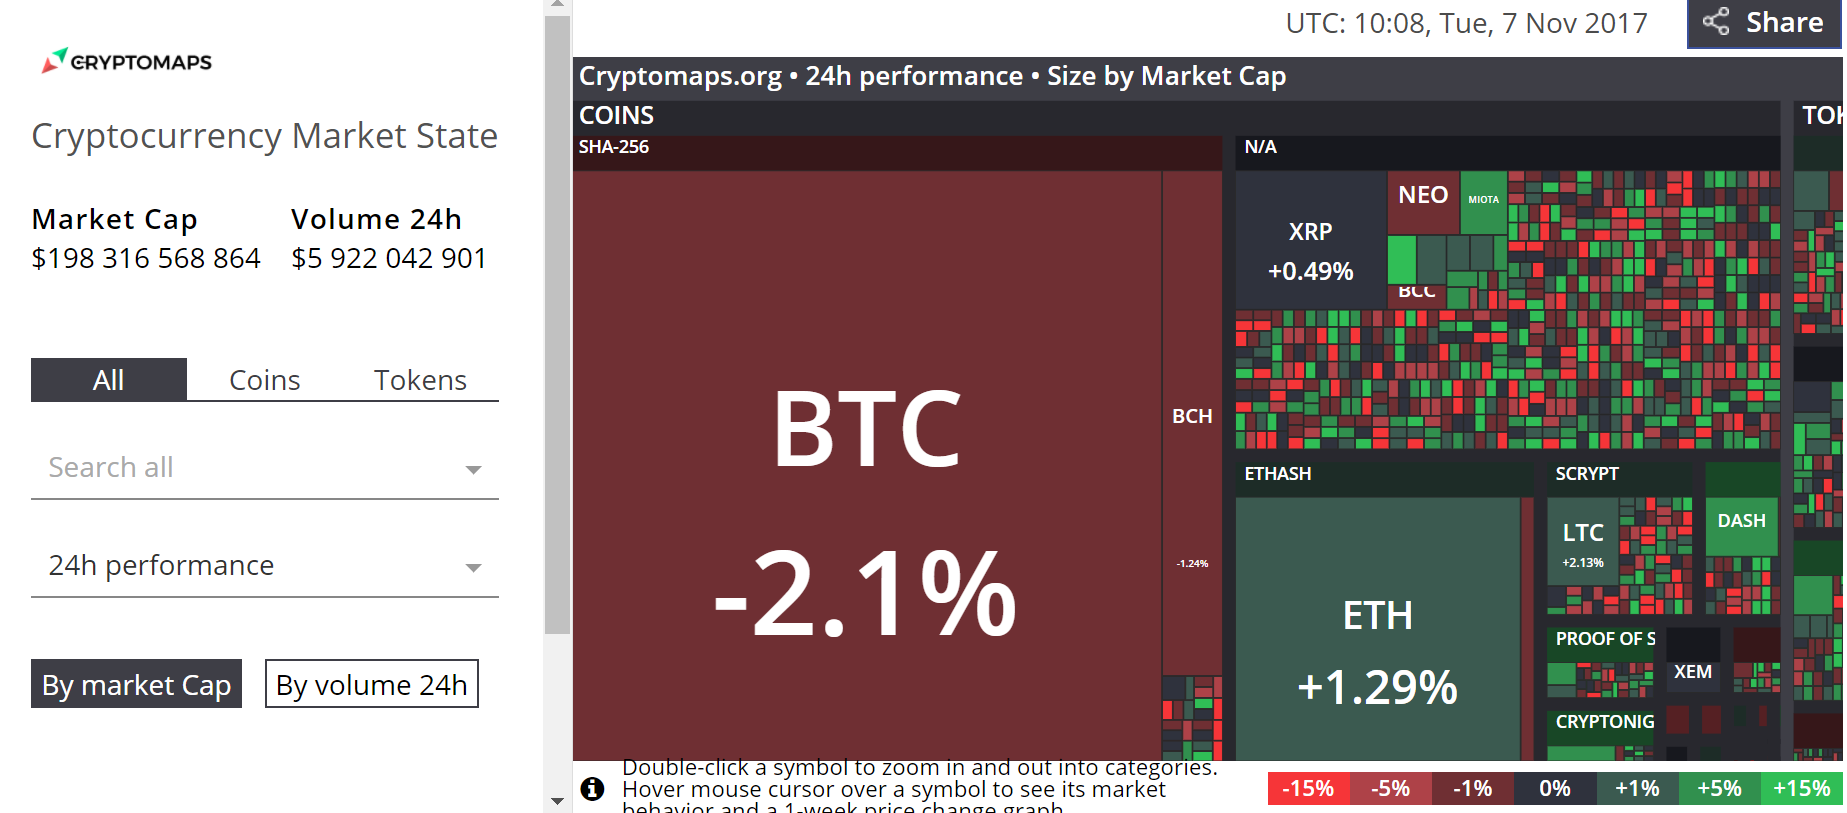 CRYPTOMAPS
Cryptocurrency Market State
Market Cap
$198 316 568 864
Volume 24h
$5 922 042 901
All
Coins
Tokens
Search all
24h performance
By market Cap
By volume 24h
UTC: 10:08, Tue, 7 Nov 2017
Share
Cryptomaps.org • 24h performance • Size by Market Cap
COINS
SHA-256
BTC
-2.1%
BCH
-1.24%
N/A
XRP
+0.49%
NEO
MIOTA
BCC
ETHASH
ETH
+1.29%
SCRYPT
LTC
+2.13%
DASH
PROOF OF S
XEM
CRYPTONIG
TOK
Double-click a symbol to zoom in and out into categories.
Hover mouse cursor over a symbol to see its market
behavior and a 1-week price change graph.
-15%
-5%
-1%
0%
+1%
+5%
+15%